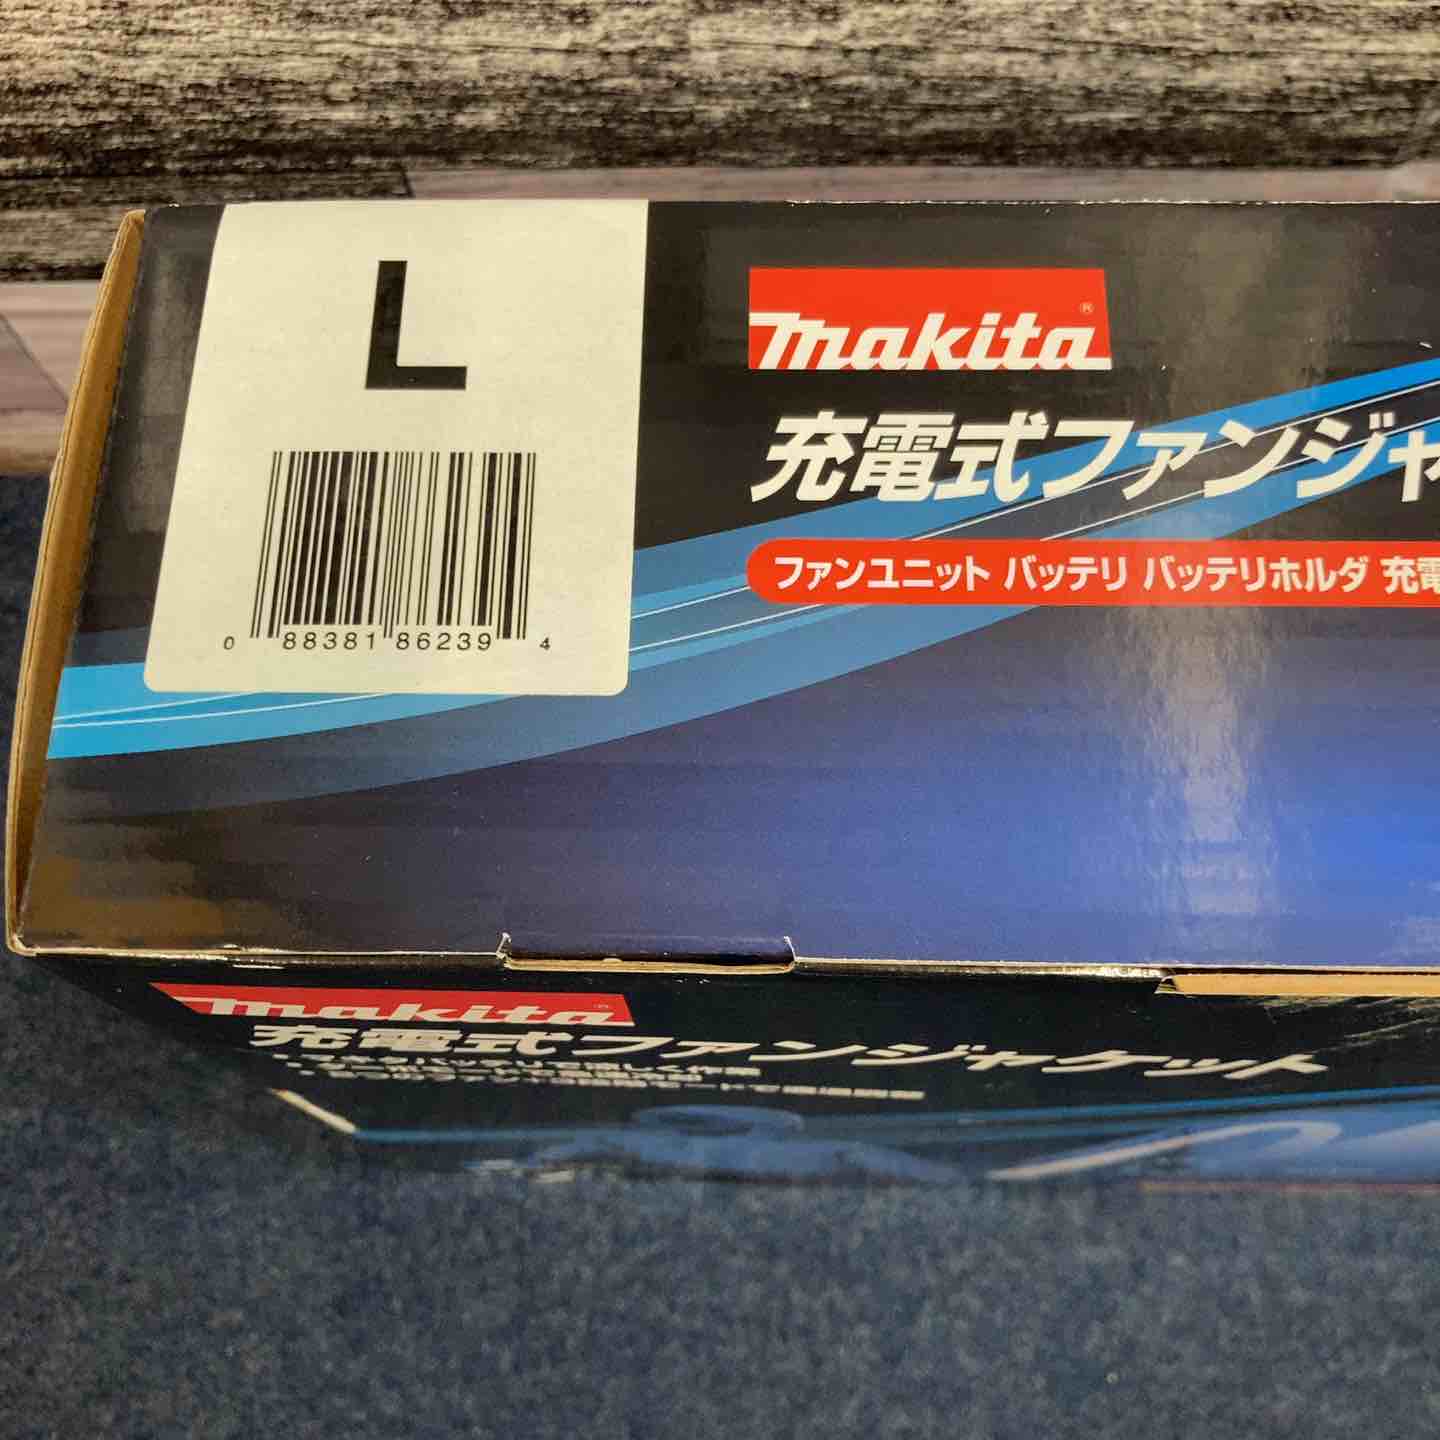 L
0 88381 86239 4
makita®
充電式ファンジャ
ファンユニット バッテリ バッテリホルダ 充電
makita®
充電式ファンジャケット